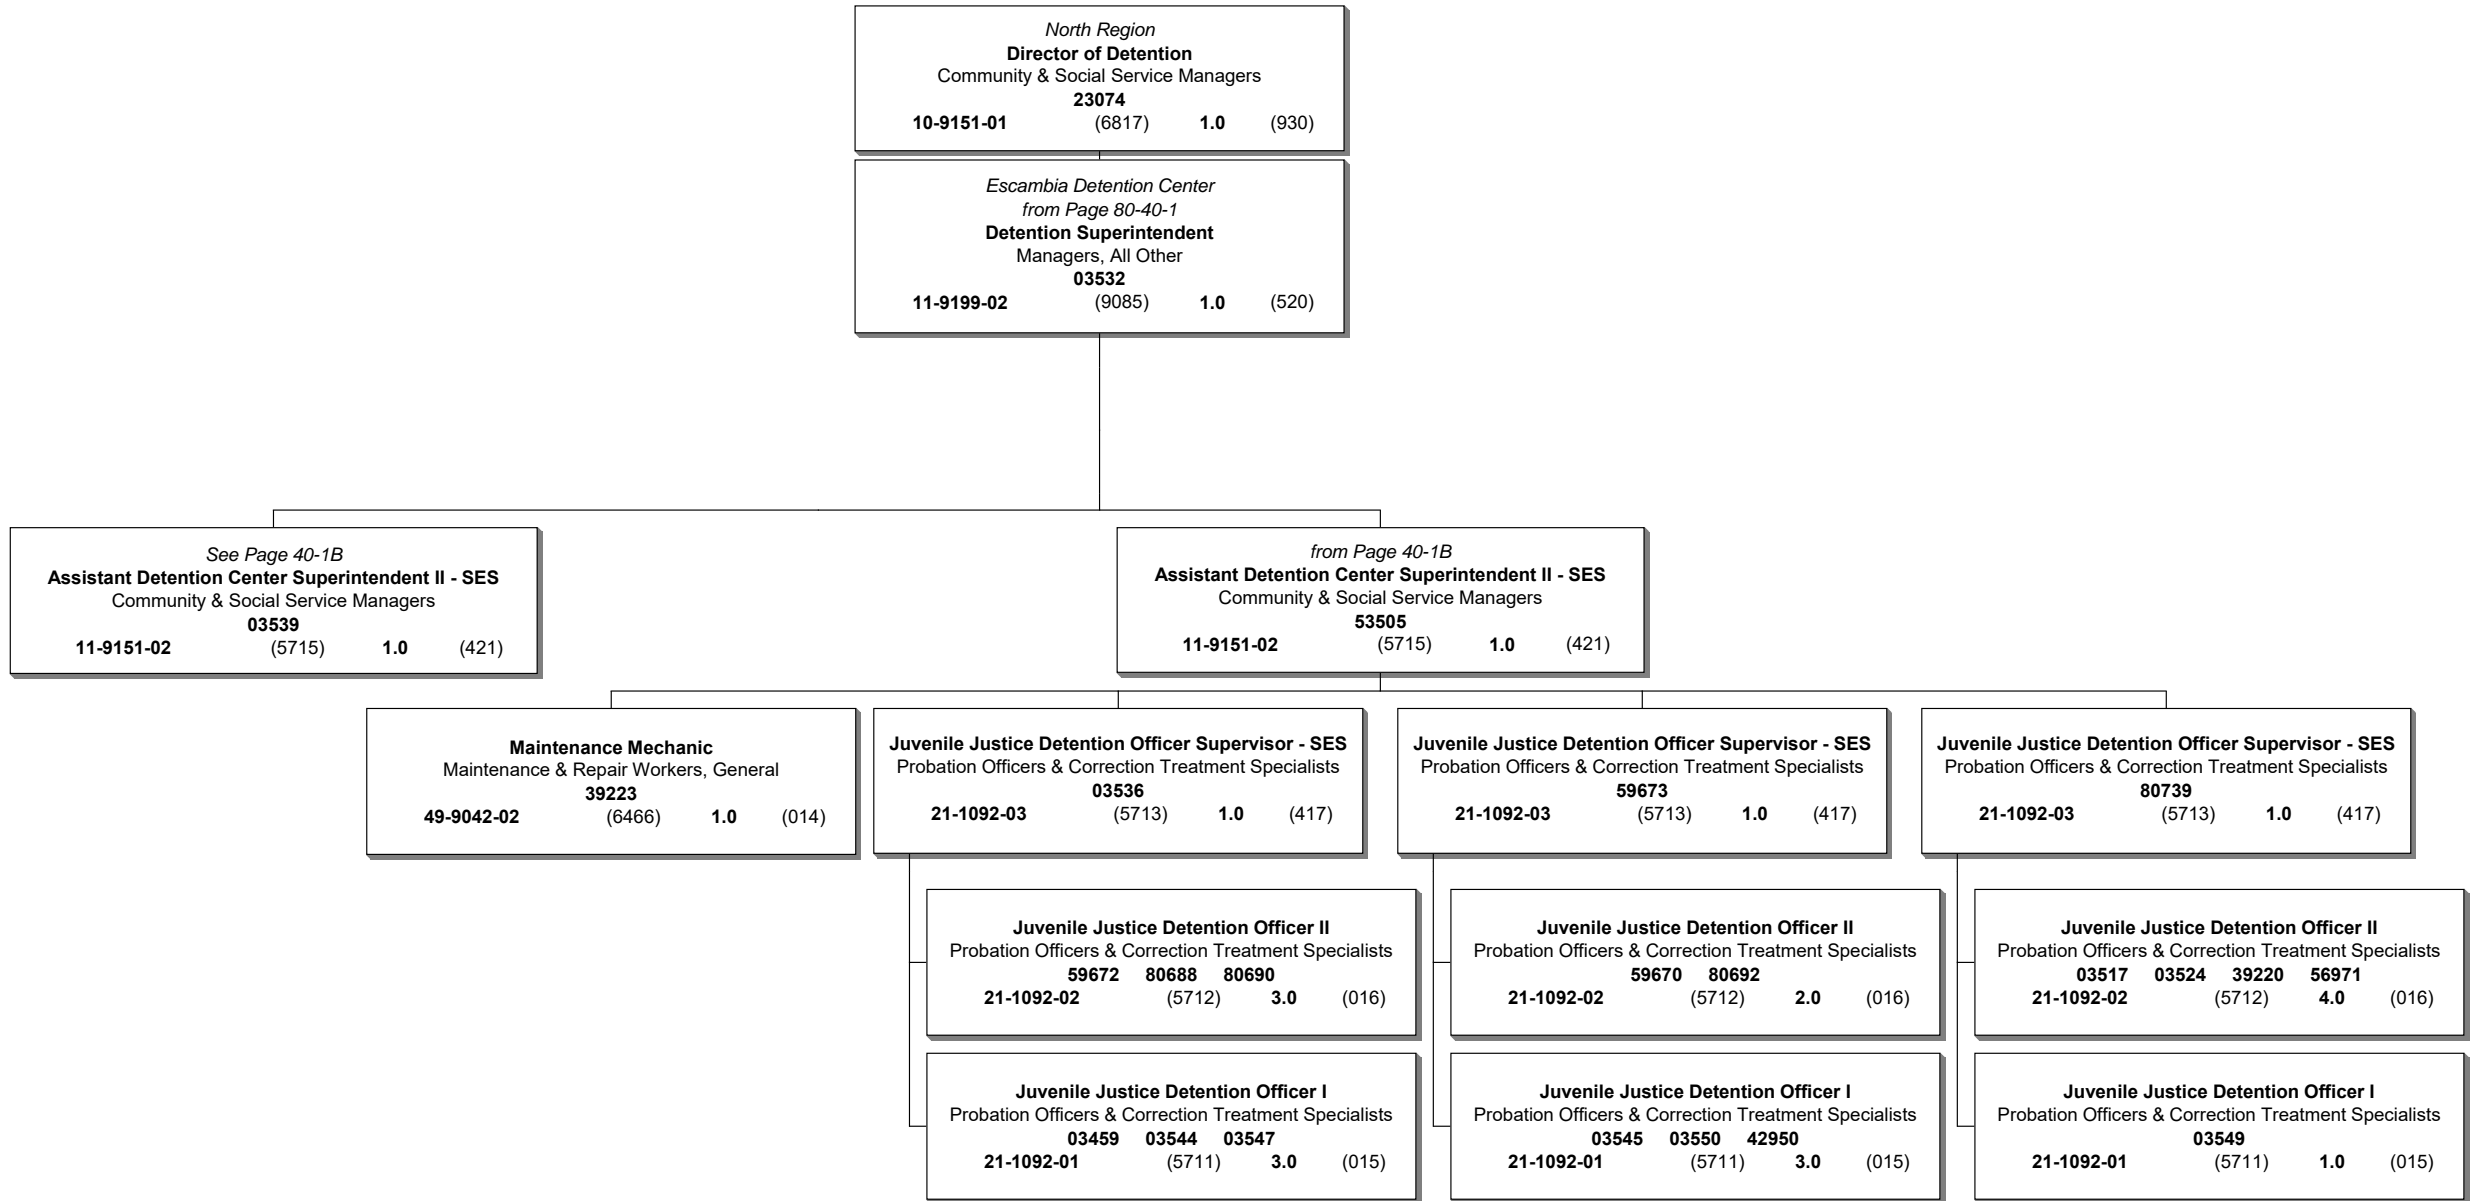 North Region
Director of Detention
Community & Social Service Managers
23074
10-9151-01 (6817) 1.0 (930)
Escambia Detention Center
from Page 80-40-1
Detention Superintendent
Managers, All Other
03532
11-9199-02 (9085) 1.0 (520)
See Page 40-1B
Assistant Detention Center Superintendent II - SES
Community & Social Service Managers
03539
11-9151-02 (5715) 1.0 (421)
from Page 40-1B
Assistant Detention Center Superintendent II - SES
Community & Social Service Managers
53505
11-9151-02 (5715) 1.0 (421)
Maintenance Mechanic
Maintenance & Repair Workers, General
39223
49-9042-02 (6466) 1.0 (014)
Juvenile Justice Detention Officer Supervisor - SES
Probation Officers & Correction Treatment Specialists
03536
21-1092-03 (5713) 1.0 (417)
Juvenile Justice Detention Officer II
Probation Officers & Correction Treatment Specialists
59672 80688 80690
21-1092-02 (5712) 3.0 (016)
Juvenile Justice Detention Officer I
Probation Officers & Correction Treatment Specialists
03459 03544 03547
21-1092-01 (5711) 3.0 (015)
Juvenile Justice Detention Officer Supervisor - SES
Probation Officers & Correction Treatment Specialists
59673
21-1092-03 (5713) 1.0 (417)
Juvenile Justice Detention Officer II
Probation Officers & Correction Treatment Specialists
59670 80692
21-1092-02 (5712) 2.0 (016)
Juvenile Justice Detention Officer I
Probation Officers & Correction Treatment Specialists
03545 03550 42950
21-1092-01 (5711) 3.0 (015)
Juvenile Justice Detention Officer Supervisor - SES
Probation Officers & Correction Treatment Specialists
80739
21-1092-03 (5713) 1.0 (417)
Juvenile Justice Detention Officer II
Probation Officers & Correction Treatment Specialists
03517 03524 39220 56971
21-1092-02 (5712) 4.0 (016)
Juvenile Justice Detention Officer I
Probation Officers & Correction Treatment Specialists
03549
21-1092-01 (5711) 1.0 (015)